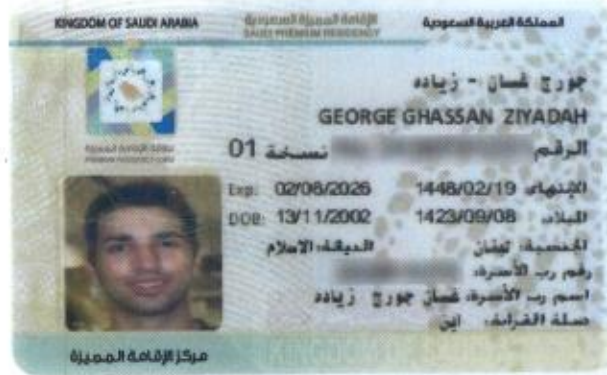 KINGDOM OF SAUDI ARABIA
الإقامة المميزة السعودية
SAUDI PREMIUM RESIDENCY
المملكة العربية السعودية
جورج غسان - زياده
GEORGE GHASSAN ZIYADAH
الرقم
نسخة 01
Exp: 02/08/2026 1448/02/19 الإنتهاء
DOB: 13/11/2002 1423/09/08 الميلاد
الجنسية: لبنان الديانة: الاسلام
رقم رب الأسرة:
اسم رب الأسرة: غسان جورج زياده
صلة القرابة: ابن
مركز الإقامة المميزة